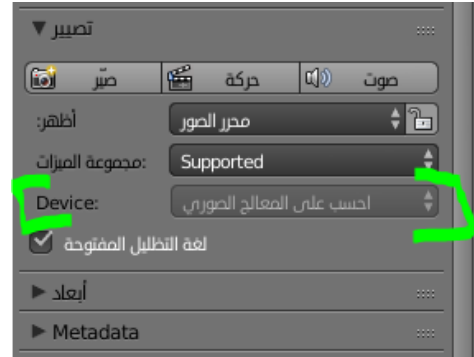 تصيير
صيّر حركة صوت
أظهر: محرر الصور
مجموعة الميزات: Supported
Device: احسب على المعالج الصوري
لغة التظليل المفتوحة
أبعاد
Metadata